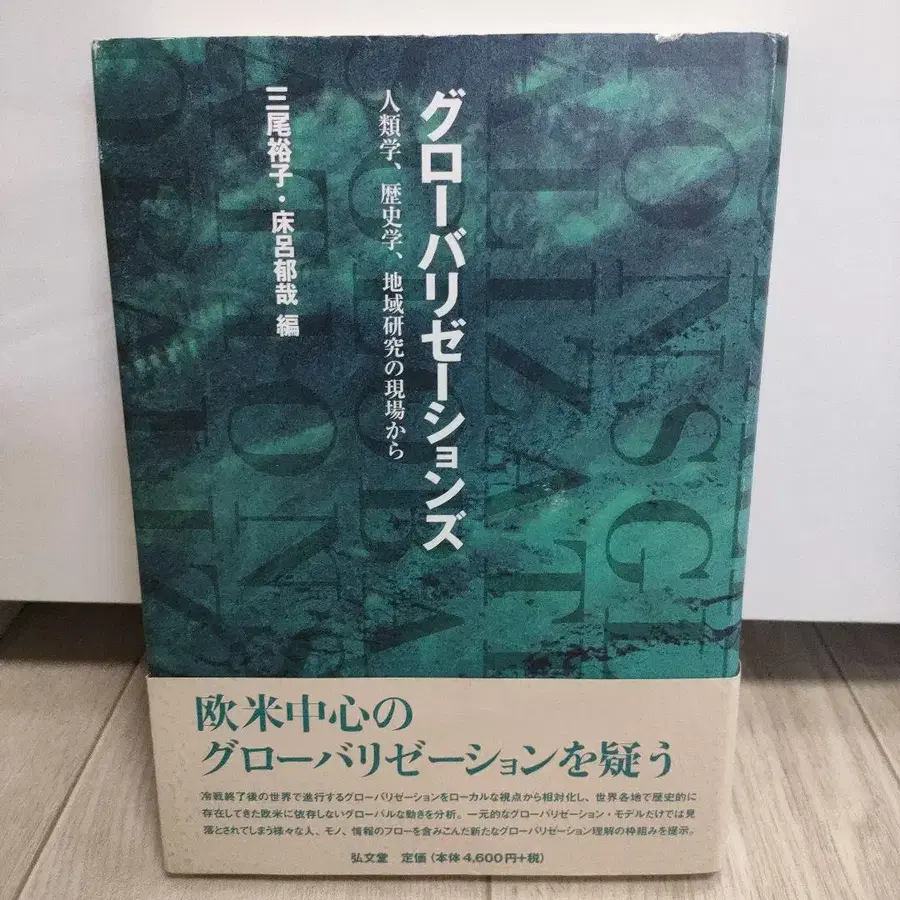 グローバリゼーションズ
人類学、歴史学、地域研究の現場から
三尾裕子・床呂郁哉 編
欧米中心の
グローバリゼーションを疑う
冷戦終了後の世界で進行するグローバリゼーションをローカルな視点から相対化し、世界各地で歴史的に
存在してきた欧米に依存しないグローバルな動きを分析。一元的なグローバリゼーション・モデルだけでは見
落とされてしまう様々な人、モノ、情報のフローを含みこんだ新たなグローバリゼーション理解の枠組みを提示。
弘文堂 定価（本体4,600円+税）